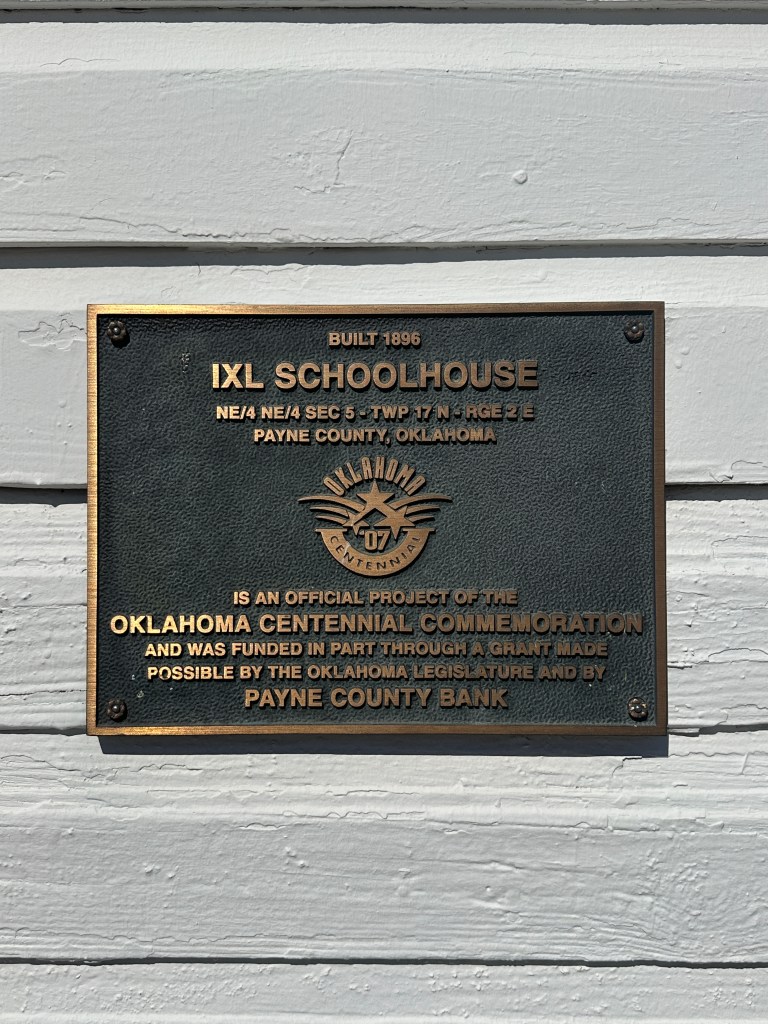 BUILT 1896
IXL SCHOOLHOUSE
NE/4 NE/4 SEC 5 - TWP 17 N - RGE 2 E
PAYNE COUNTY, OKLAHOMA
OKLAHOMA
'07
CENTENNIAL
IS AN OFFICIAL PROJECT OF THE
OKLAHOMA CENTENNIAL COMMEMORATION
AND WAS FUNDED IN PART THROUGH A GRANT MADE
POSSIBLE BY THE OKLAHOMA LEGISLATURE AND BY
PAYNE COUNTY BANK